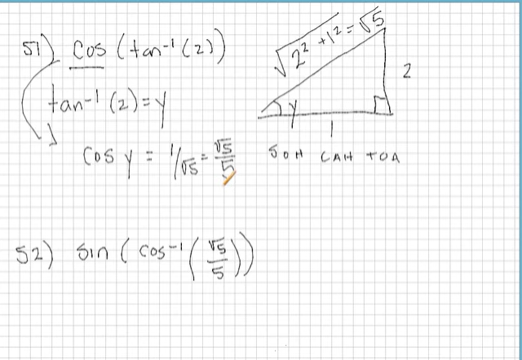 51) cos (tan⁻¹(2))
√2² + 1² = √5
tan⁻¹(2) = y
2
y
1
cos y = 1/√5 = √5/5
SOH CAH TOA
52) sin (cos⁻¹(√5/5))